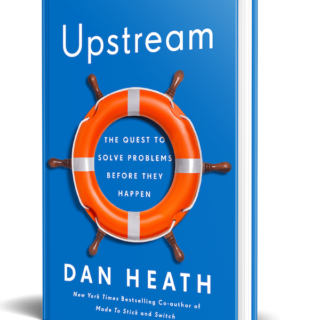 Upstream
THE QUEST TO
SOLVE PROBLEMS
BEFORE THEY
HAPPEN
DAN HEATH
New York Times Bestselling Co-author of
Made To Stick and Switch